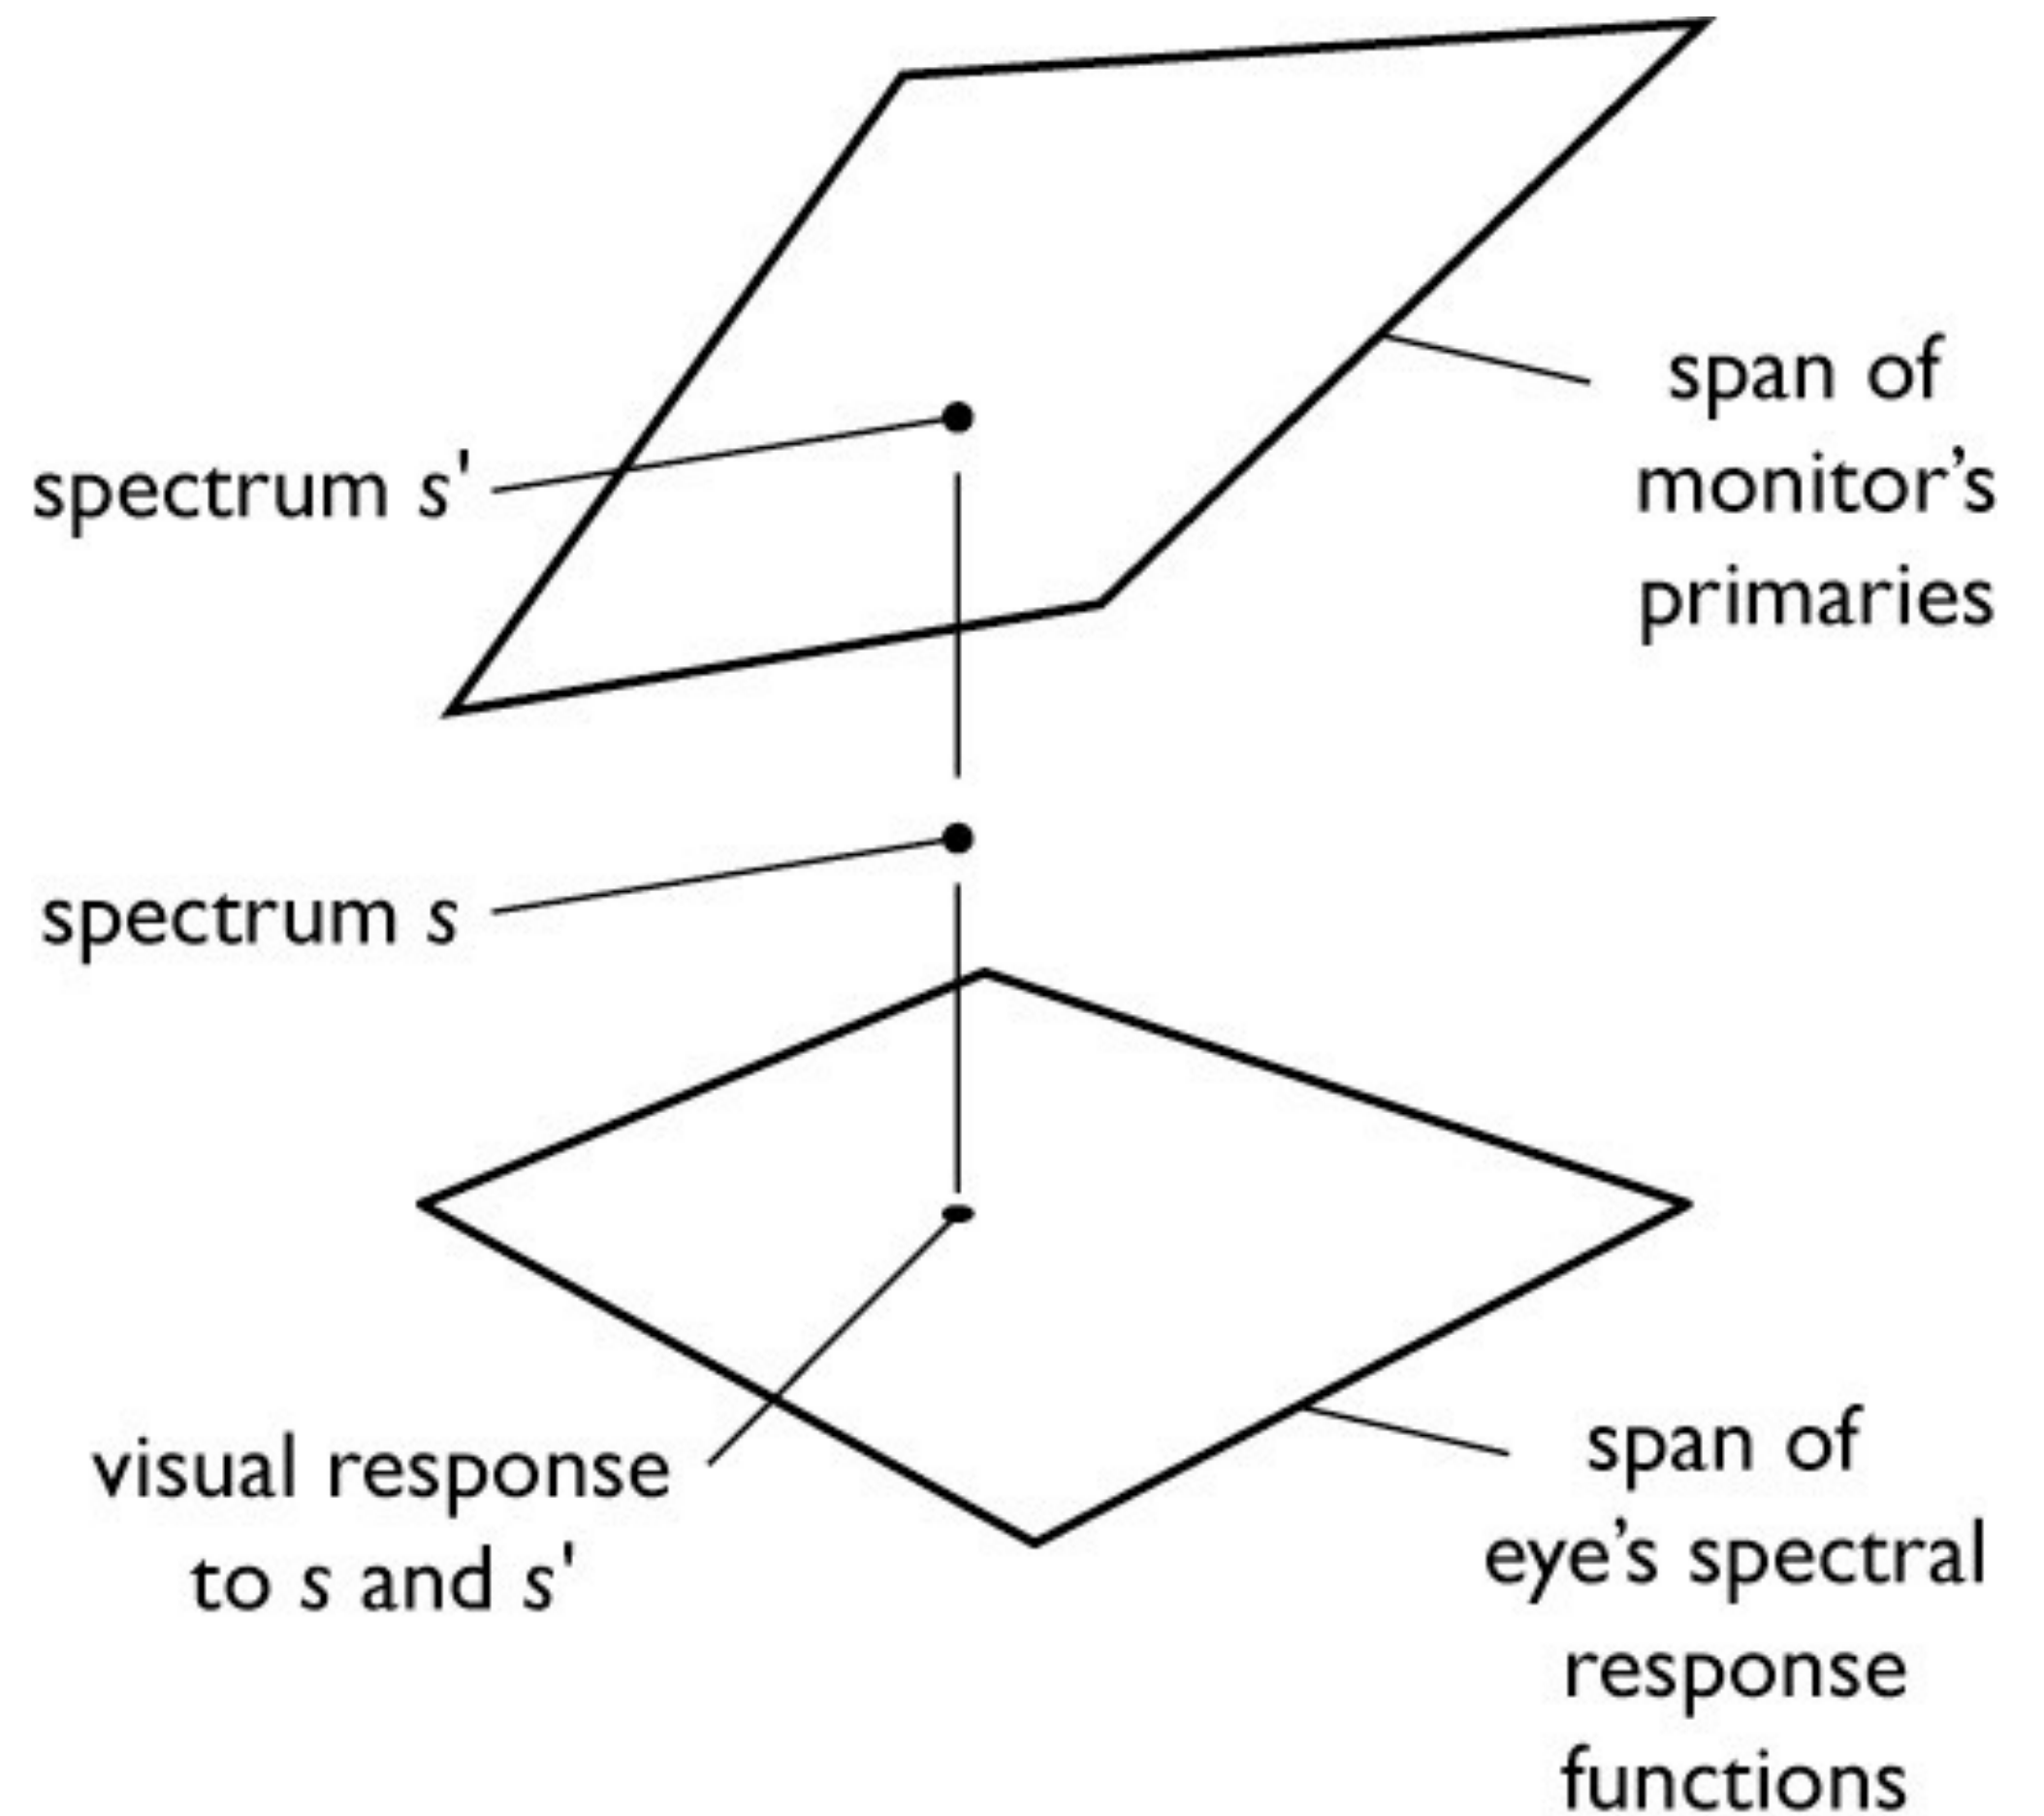 span of
monitor’s
primaries
spectrum s'
spectrum s
visual response
to s and s'
span of
eye’s spectral
response
functions